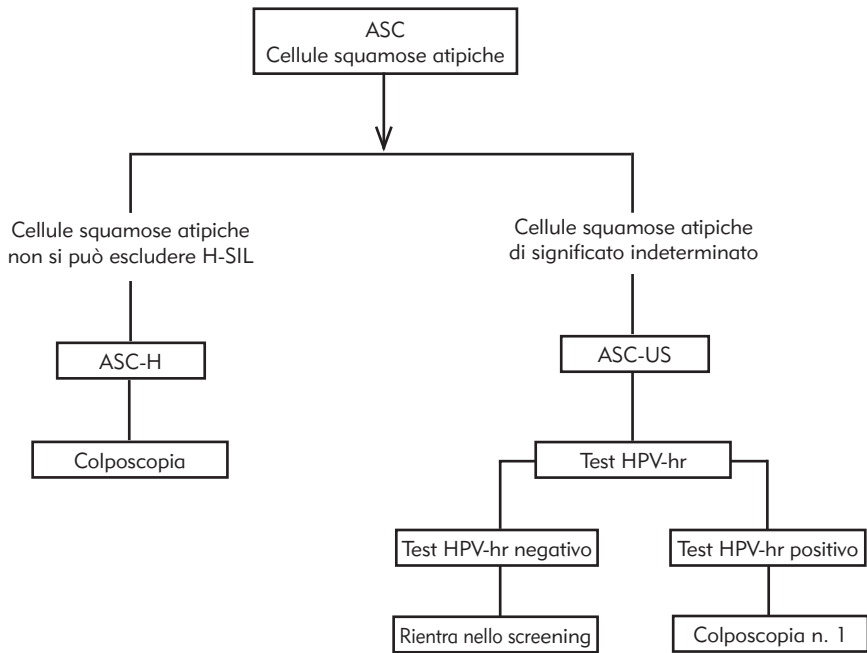 ASC
Cellule squamose atipiche
Cellule squamose atipiche
non si può escludere H-SIL
Cellule squamose atipiche
di significato indeterminato
ASC-H
ASC-US
Colposcopia
Test HPV-hr
Test HPV-hr negativo
Test HPV-hr positivo
Rientra nello screening
Colposcopia n. 1